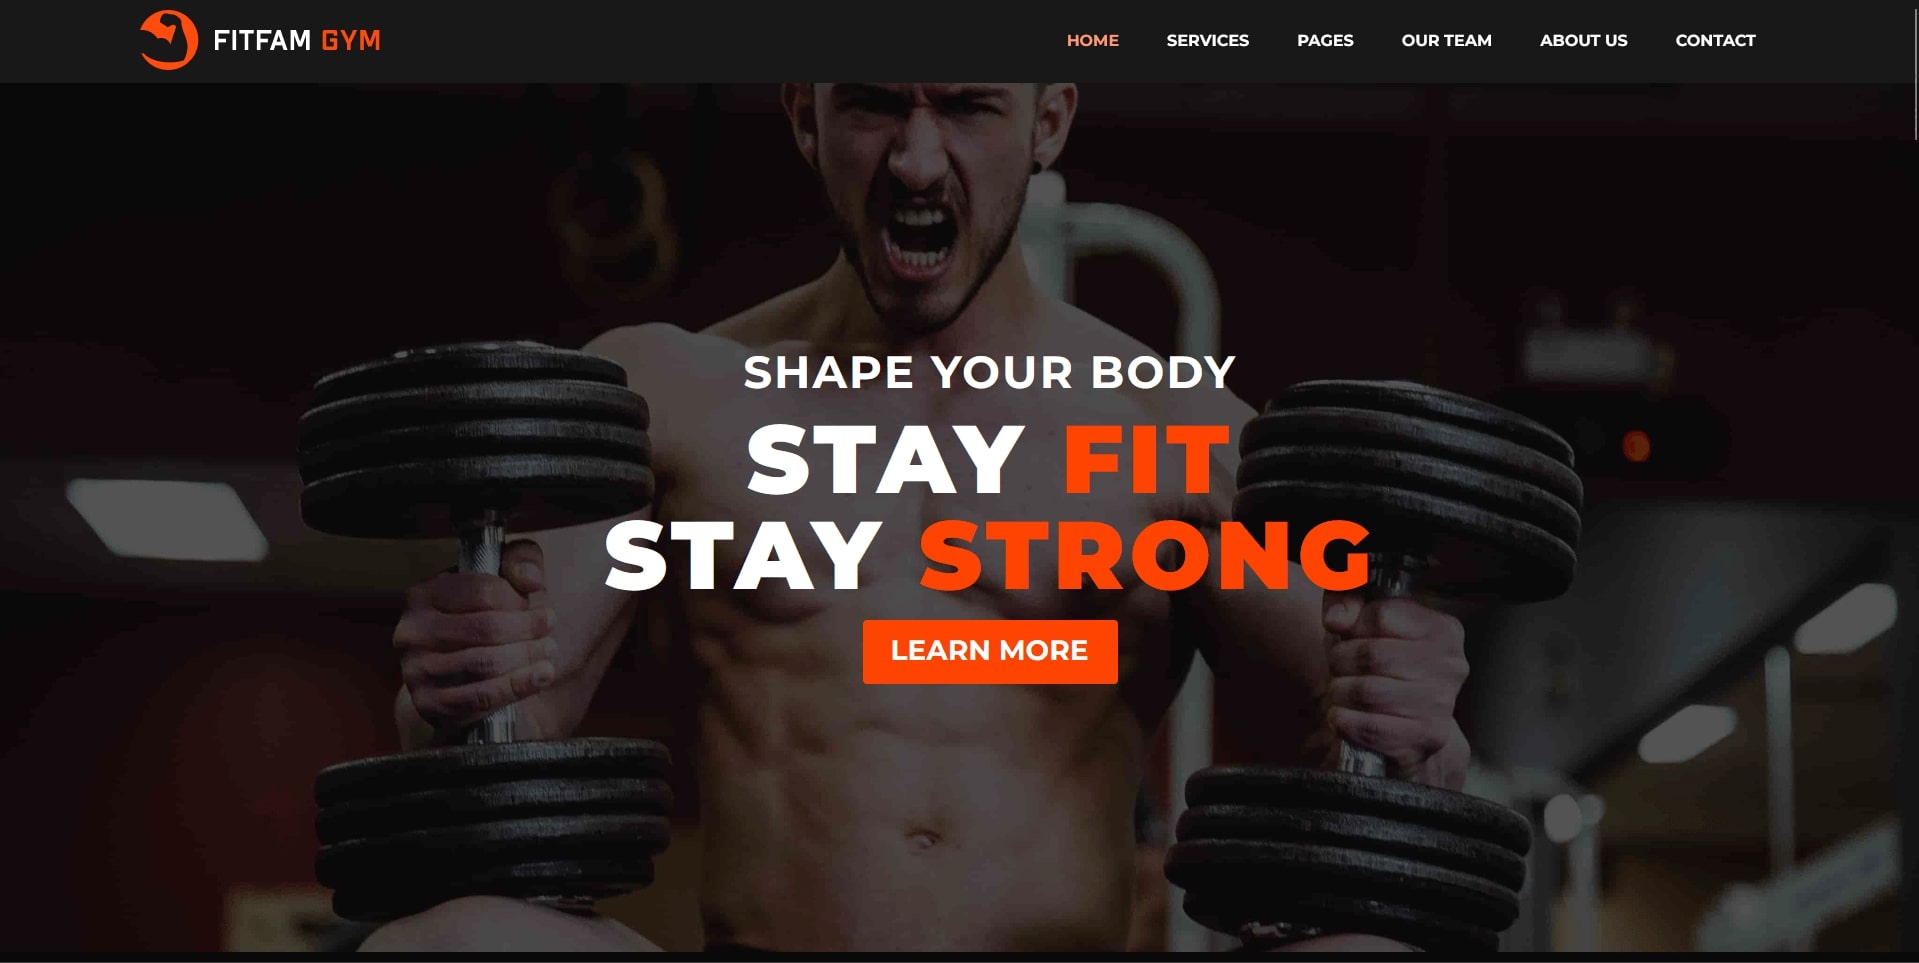 FITFAM GYM
HOME SERVICES PAGES OUR TEAM ABOUT US CONTACT
SHAPE YOUR BODY
STAY FIT
STAY STRONG
LEARN MORE